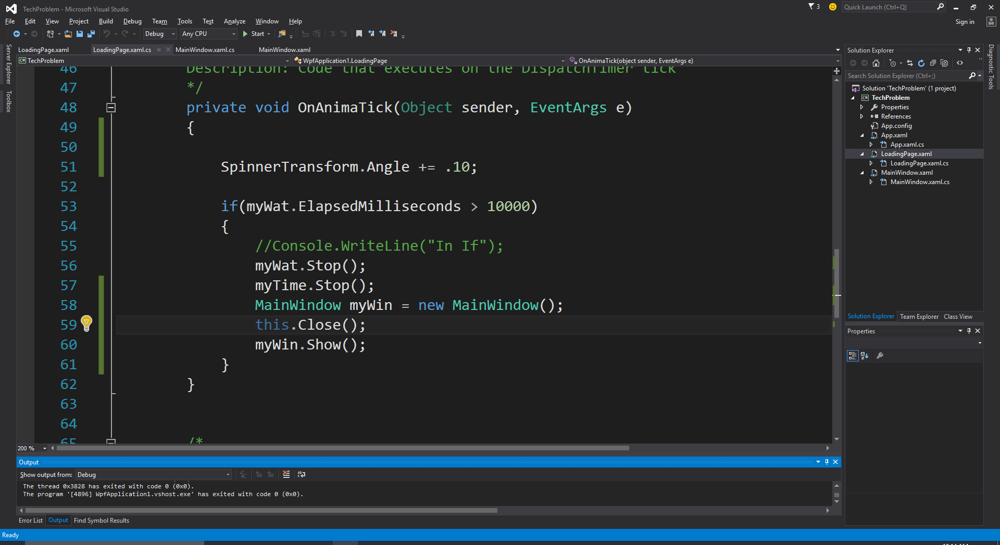 TechProblem - Microsoft Visual Studio
3
Quick Launch (Ctrl+Q)
File Edit View Project Build Debug Team Tools Test Analyze Window Help
Sign in
Debug Any CPU Start
Server Explorer
Toolbox
LoadingPage.xaml LoadingPage.xaml.cs MainWindow.xaml.cs MainWindow.xaml
C# TechProblem WpfApplication1.LoadingPage OnAnimaTick(object sender, EventArgs e)
46 Description: Code that executes on the DispatchTimer tick
47 */
48 private void OnAnimaTick(Object sender, EventArgs e)
49 {
50
51 SpinnerTransform.Angle += .10;
52
53 if(myWat.ElapsedMilliseconds > 10000)
54 {
55 //Console.WriteLine("In If");
56 myWat.Stop();
57 myTime.Stop();
58 MainWindow myWin = new MainWindow();
59 this.Close();
60 myWin.Show();
61 }
62 }
63
64
65 /*
200 %
Output
Show output from: Debug
The thread 0x3828 has exited with code 0 (0x0).
The program '[4896] WpfApplication1.vshost.exe' has exited with code 0 (0x0).
Error List Output Find Symbol Results
Ready
Solution Explorer
Search Solution Explorer (Ctrl+;)
Solution 'TechProblem' (1 project)
C# TechProblem
Properties
References
App.config
App.xaml
App.xaml.cs
LoadingPage.xaml
LoadingPage.xaml.cs
MainWindow.xaml
MainWindow.xaml.cs
Solution Explorer Team Explorer Class View
Properties
Diagnostic Tools